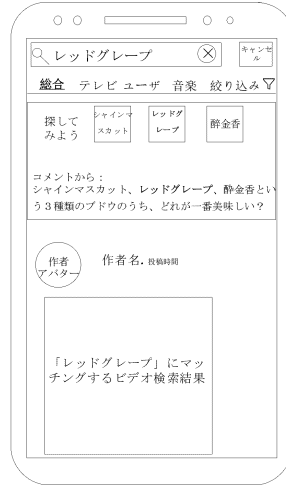 レッドグレープ
キャンセ
ル
総合 テレビ ユーザ 音楽 絞り込み
探して
みよう
シャインマ
スカット
レッドグ
レープ
酔金香
コメントから：
シャインマスカット、レッドグレープ、酔金香とい
う３種類のブドウのうち、どれが一番美味しい？
作者
アバター
作者名. 投稿時間
「レッドグレープ」にマッ
チングするビデオ検索結果